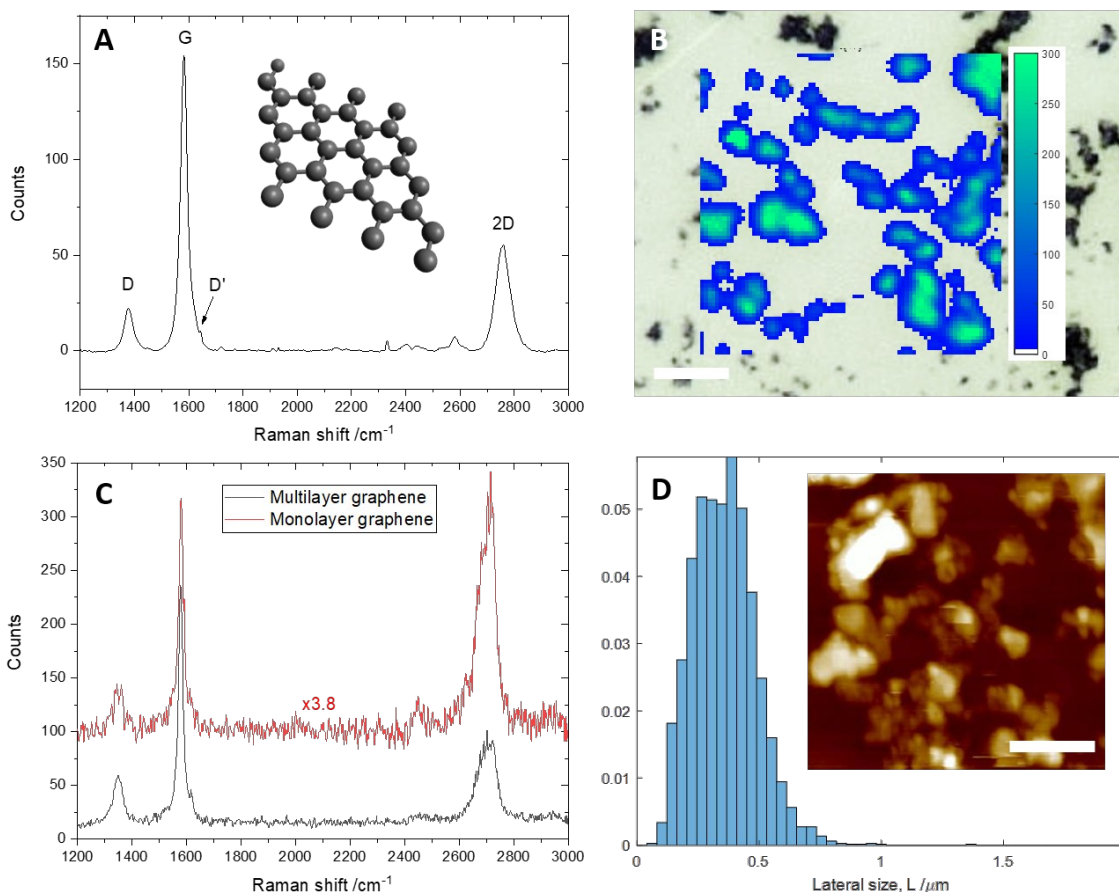 A
G
D
D'
2D
150
100
50
0
Counts
1200 1400 1600 1800 2000 2200 2400 2600 2800 3000
Raman shift /cm⁻¹
B
300
250
200
150
100
50
0
C
Multilayer graphene
Monolayer graphene
x3.8
350
300
250
200
150
100
50
0
Counts
1200 1400 1600 1800 2000 2200 2400 2600 2800 3000
Raman shift /cm⁻¹
D
0.05
0.04
0.03
0.02
0.01
0
0 0.5 1 1.5
Lateral size, L /μm